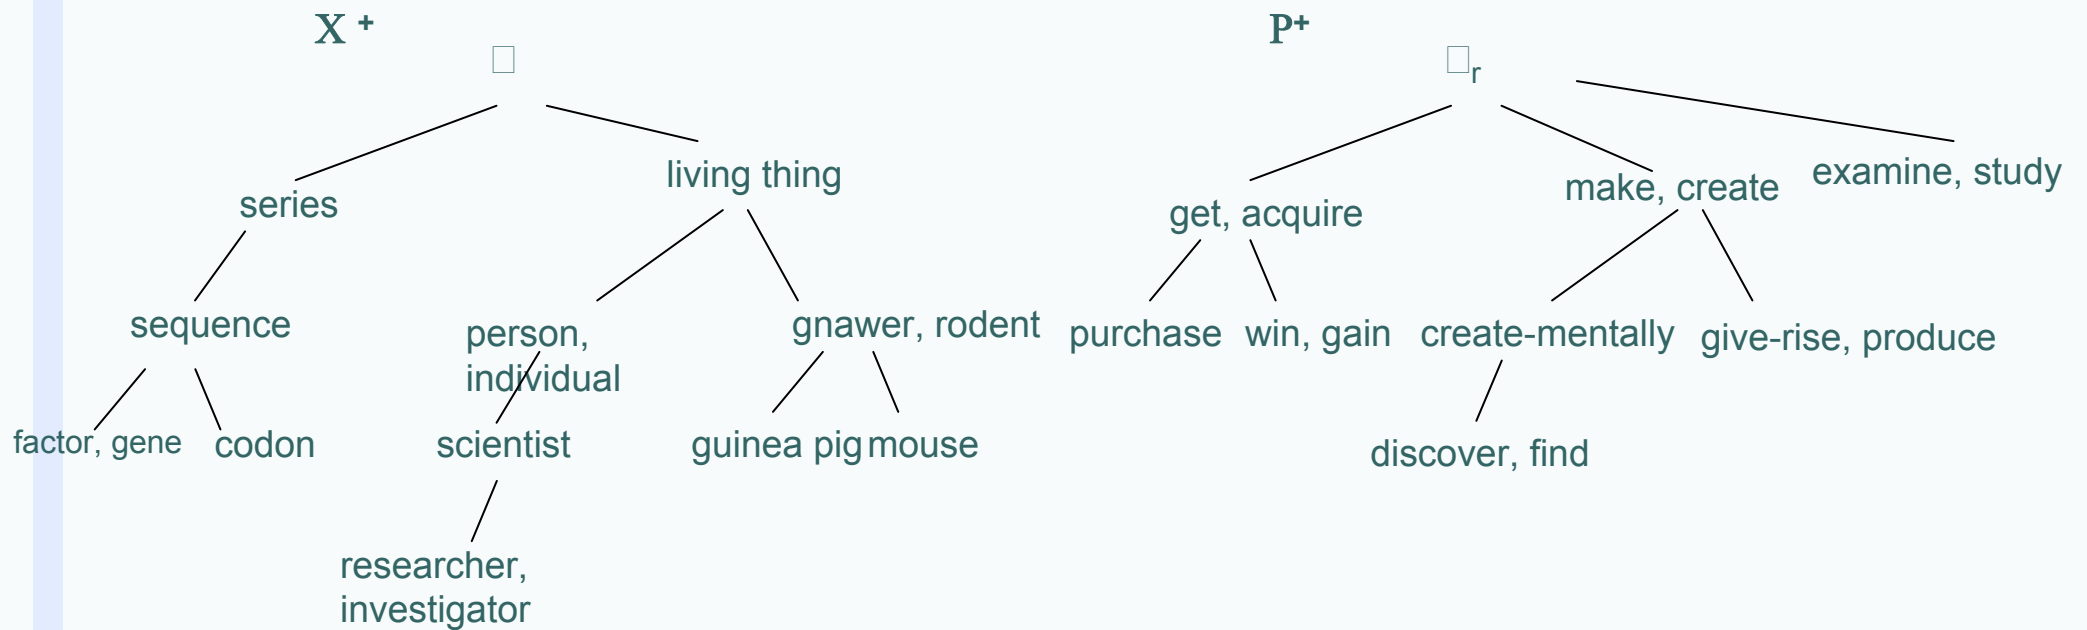 X +
P+
□
□r
series
living thing
get, acquire
make, create
examine, study
sequence
person,
individual
gnawer, rodent
purchase
win, gain
create-mentally
give-rise, produce
factor, gene
codon
scientist
guinea pig
mouse
discover, find
researcher,
investigator